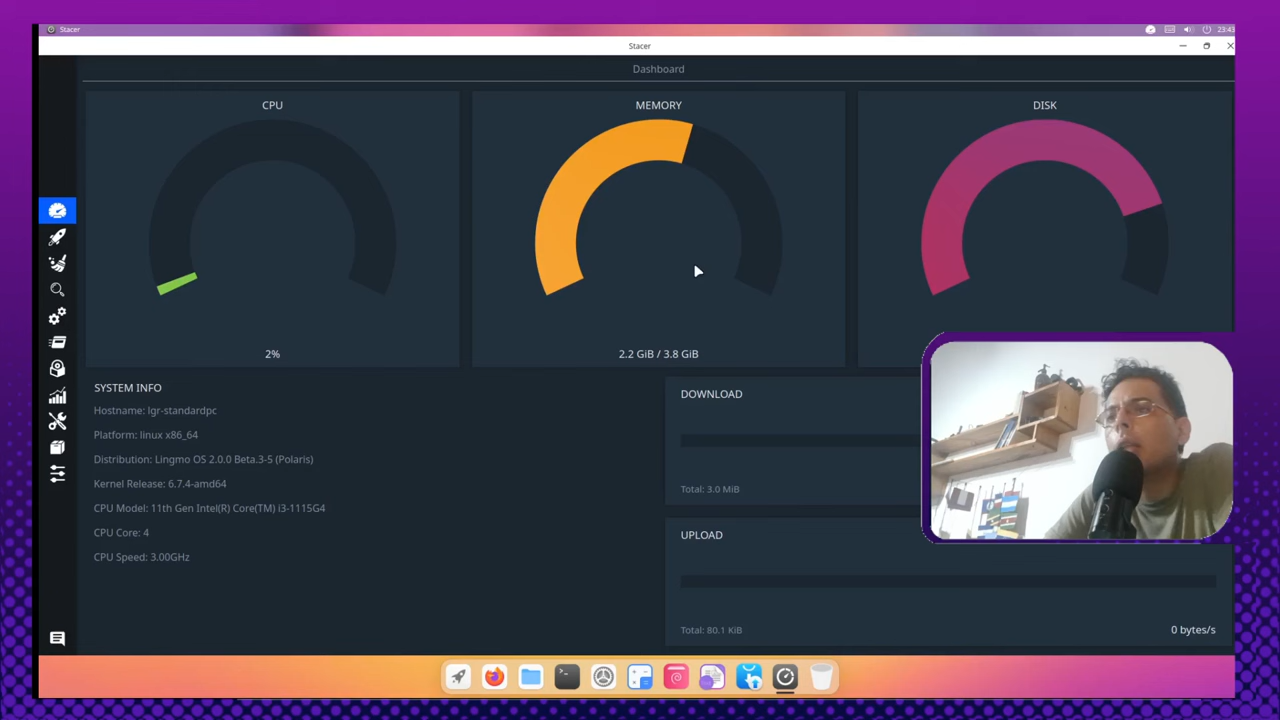 Stacer
23:43
Stacer
Dashboard
CPU
MEMORY
DISK
2%
2.2 GiB / 3.8 GiB
SYSTEM INFO
Hostname: lgr-standardpc
Platform: linux x86_64
Distribution: Lingmo OS 2.0.0 Beta.3-5 (Polaris)
Kernel Release: 6.7.4-amd64
CPU Model: 11th Gen Intel(R) Core(TM) i3-1115G4
CPU Core: 4
CPU Speed: 3.00GHz
DOWNLOAD
Total: 3.0 MiB
UPLOAD
Total: 80.1 KiB
0 bytes/s